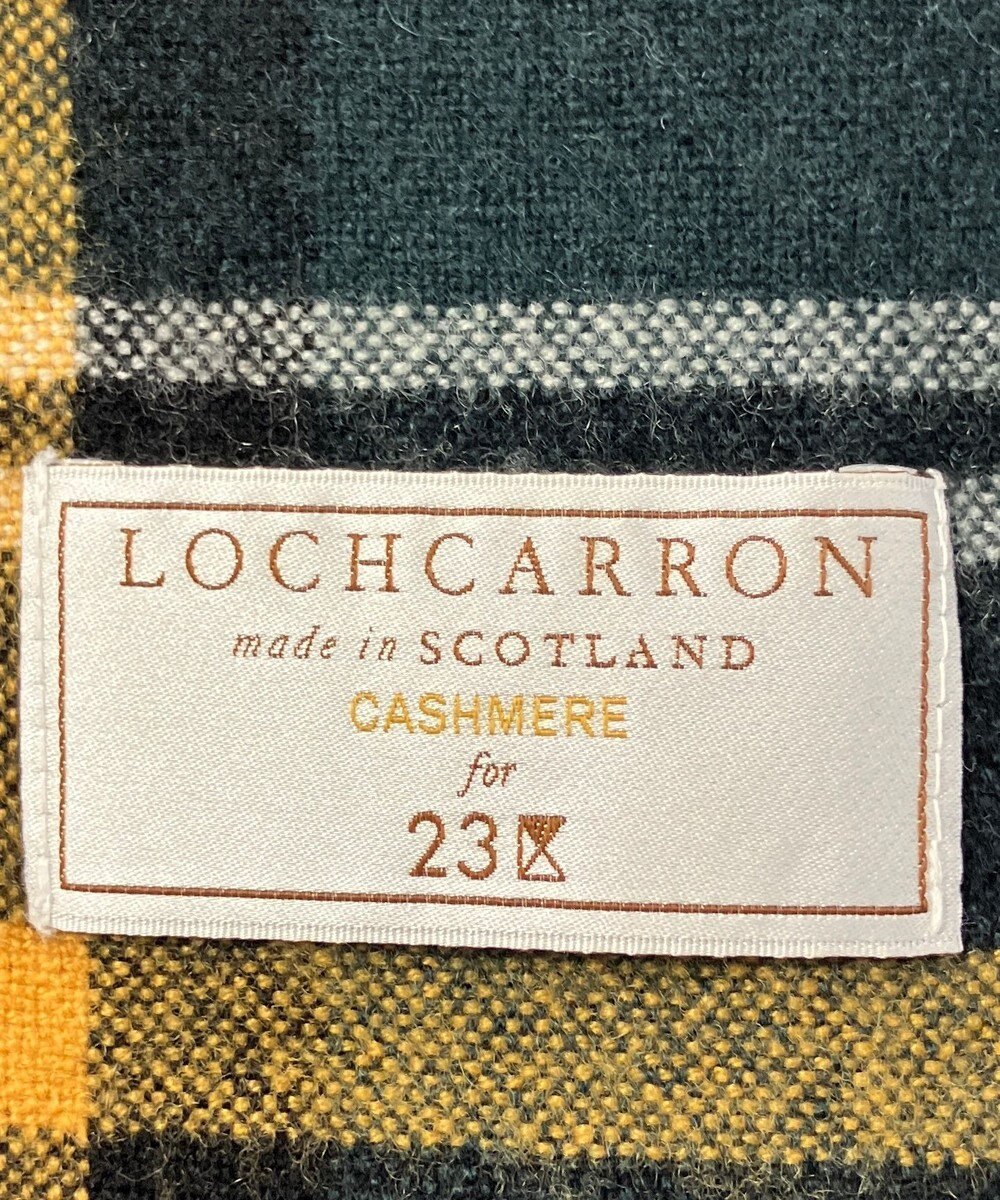 LOCHCARRON
made in SCOTLAND
CASHMERE
for
23区